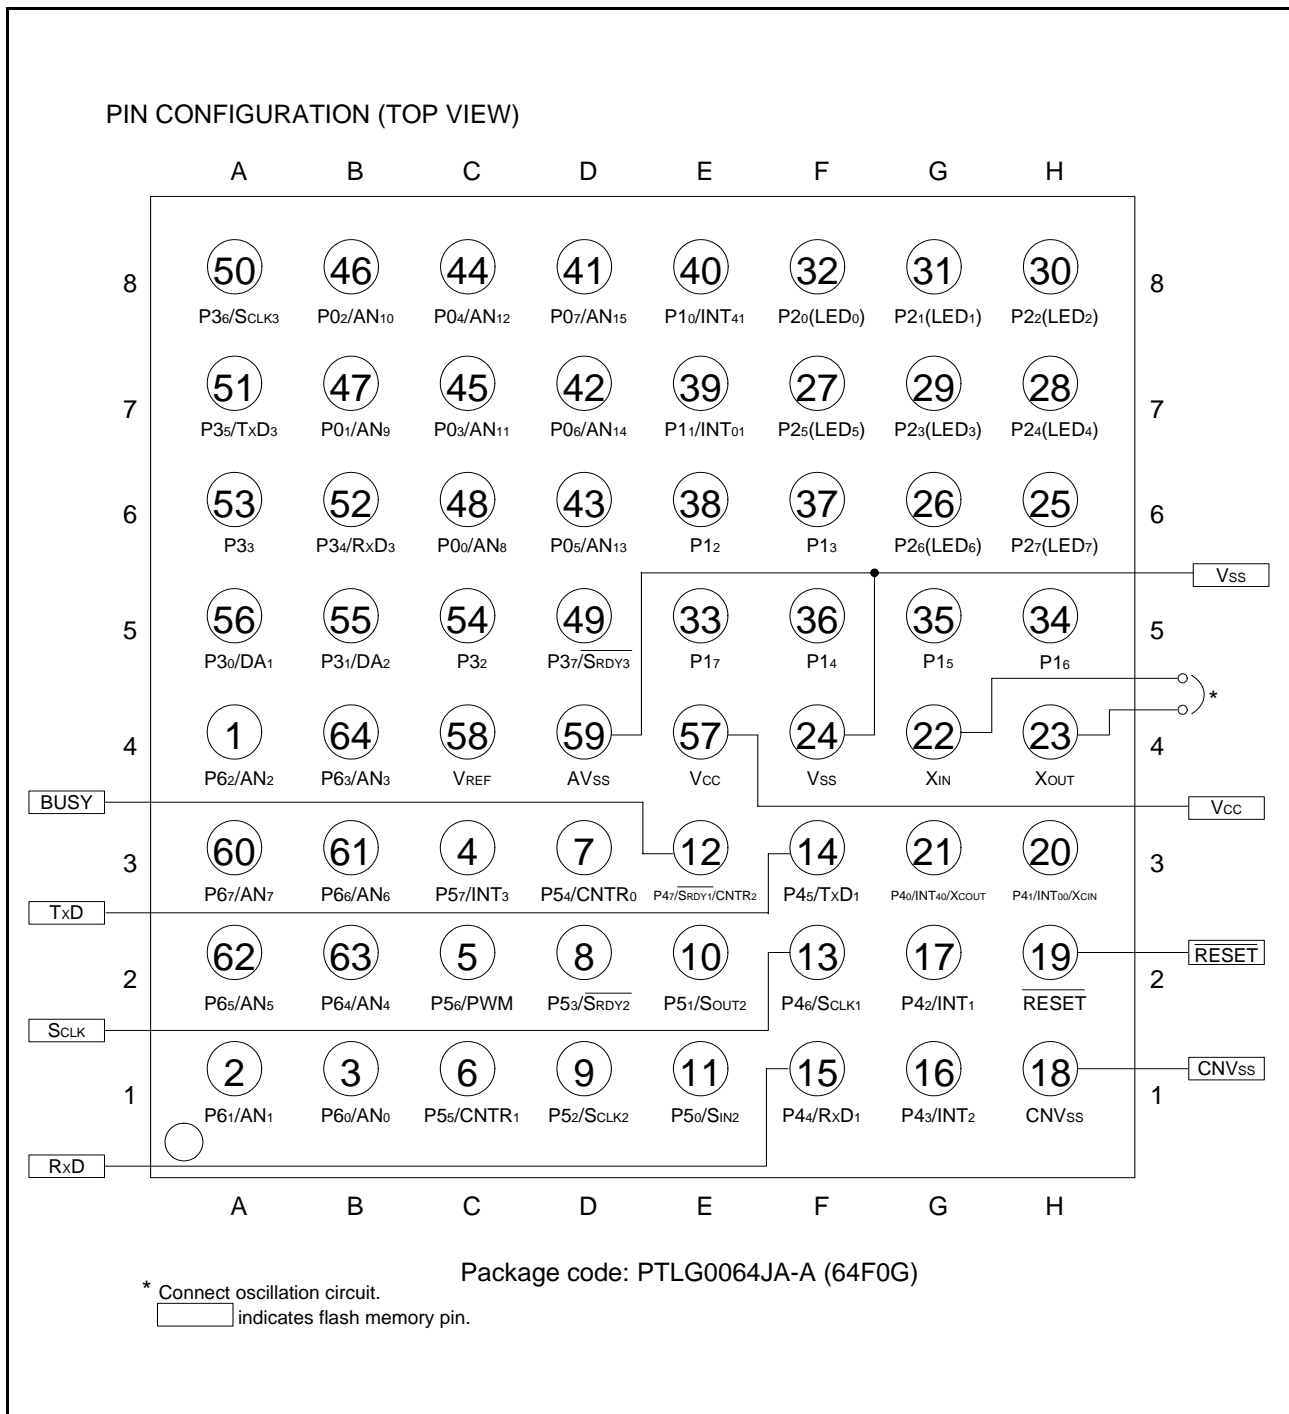 PIN CONFIGURATION (TOP VIEW)
A B C D E F G H
8 50 46 44 41 40 32 31 30 8
P36/SCLK3 P02/AN10 P04/AN12 P07/AN15 P10/INT41 P20(LED0) P21(LED1) P22(LED2)
7 51 47 45 42 39 27 29 28 7
P35/TxD3 P01/AN9 P03/AN11 P06/AN14 P11/INT01 P25(LED5) P23(LED3) P24(LED4)
6 53 52 48 43 38 37 26 25 6
P33 P34/RxD3 P00/AN8 P05/AN13 P12 P13 P26(LED6) P27(LED7)
Vss
5 56 55 54 49 33 36 35 34 5
P30/DA1 P31/DA2 P32 P37/SRDY3 P17 P14 P15 P16
*
4 1 64 58 59 57 24 22 23 4
P62/AN2 P63/AN3 VREF AVSS VCC VSS XIN XOUT
BUSY Vcc
3 60 61 4 7 12 14 21 20 3
P67/AN7 P66/AN6 P57/INT3 P54/CNTR0 P47/SRDY1/CNTR2 P45/TxD1 P40/INT40/XCOUT P41/INT00/XCIN
TxD
2 62 63 5 8 10 13 17 19 RESET 2
P65/AN5 P64/AN4 P56/PWM P53/SRDY2 P51/SOUT2 P46/SCLK1 P42/INT1 RESET
SCLK
1 2 3 6 9 11 15 16 18 CNVss 1
P61/AN1 P60/AN0 P55/CNTR1 P52/SCLK2 P50/SIN2 P44/RxD1 P43/INT2 CNVSS
RxD
A B C D E F G H
Package code: PTLG0064JA-A (64F0G)
* Connect oscillation circuit.
indicates flash memory pin.